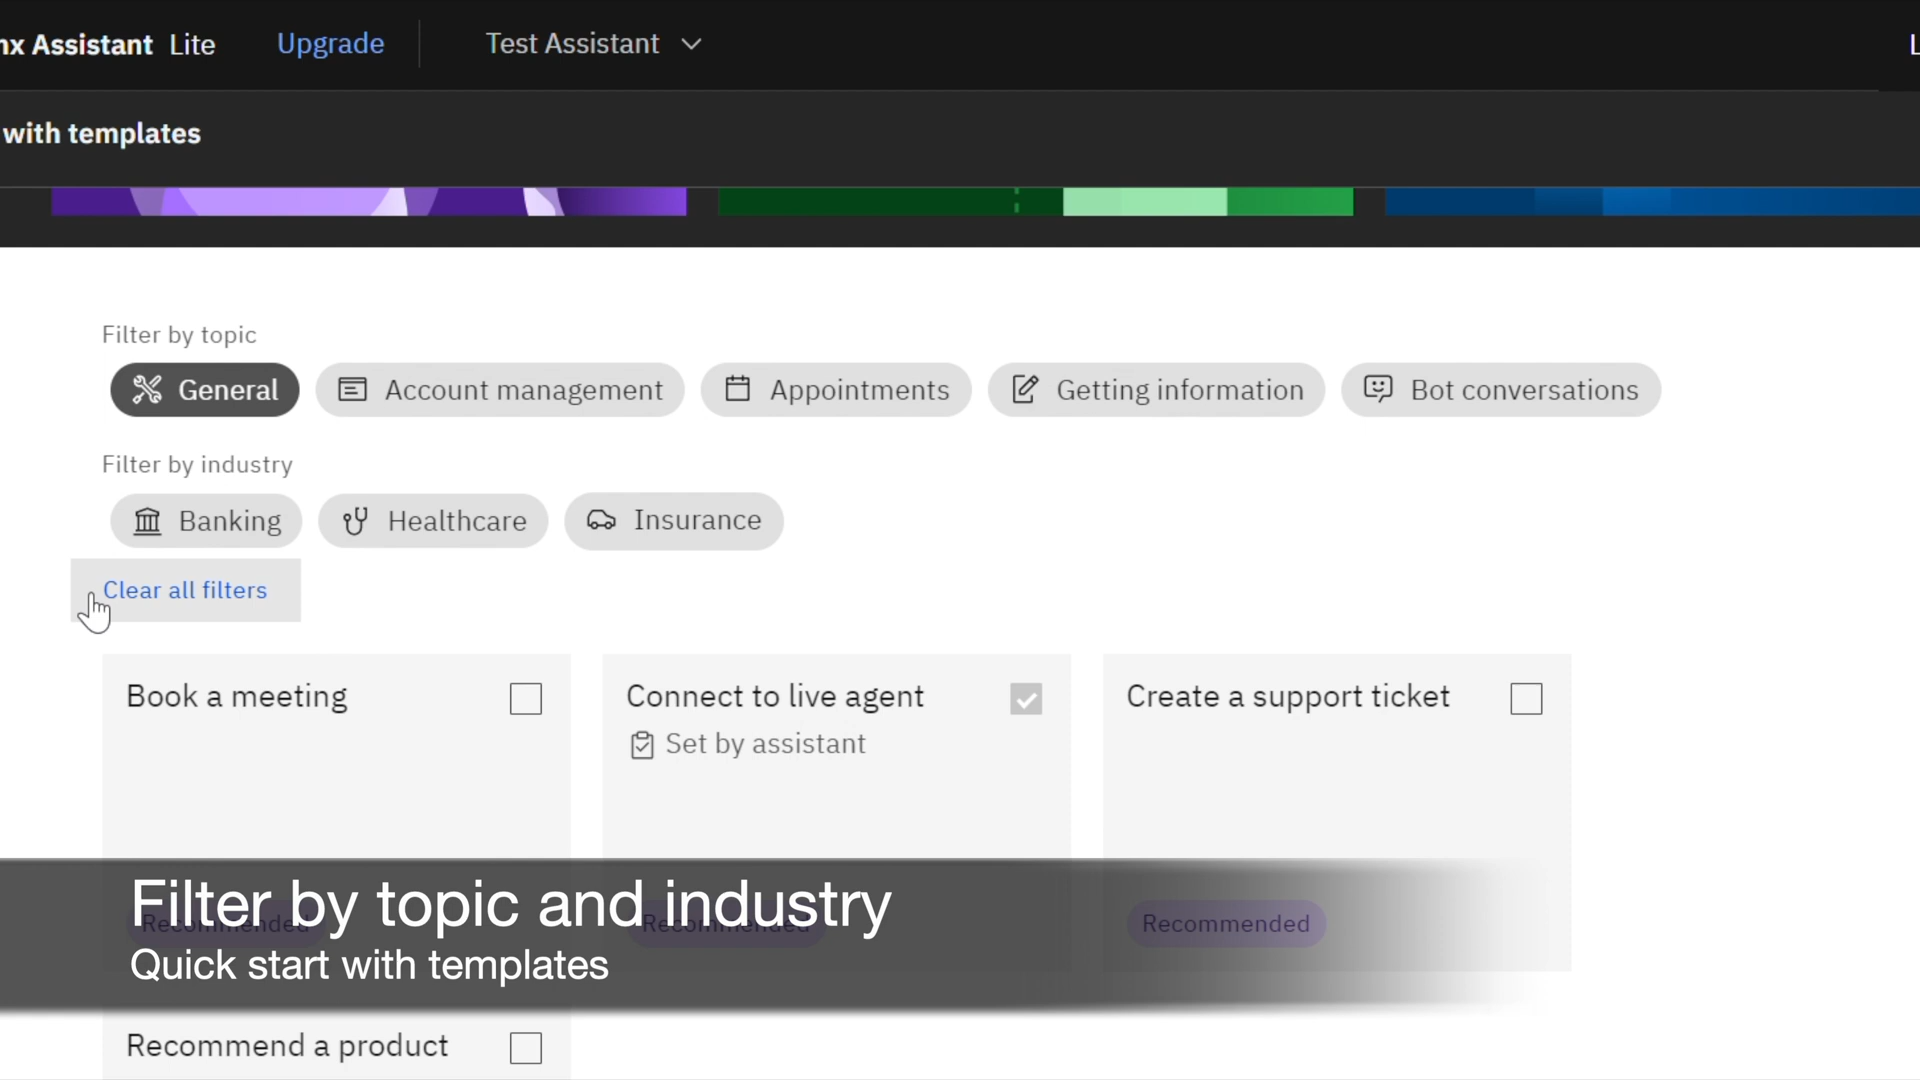 Assistant Lite Upgrade Test Assistant
with templates
Filter by topic
General Account management Appointments Getting information Bot conversations
Filter by industry
Banking Healthcare Insurance
Clear all filters
Book a meeting Connect to live agent Create a support ticket
Set by assistant
Recommended Recommended Recommended
Filter by topic and industry
Quick start with templates
Recommend a product